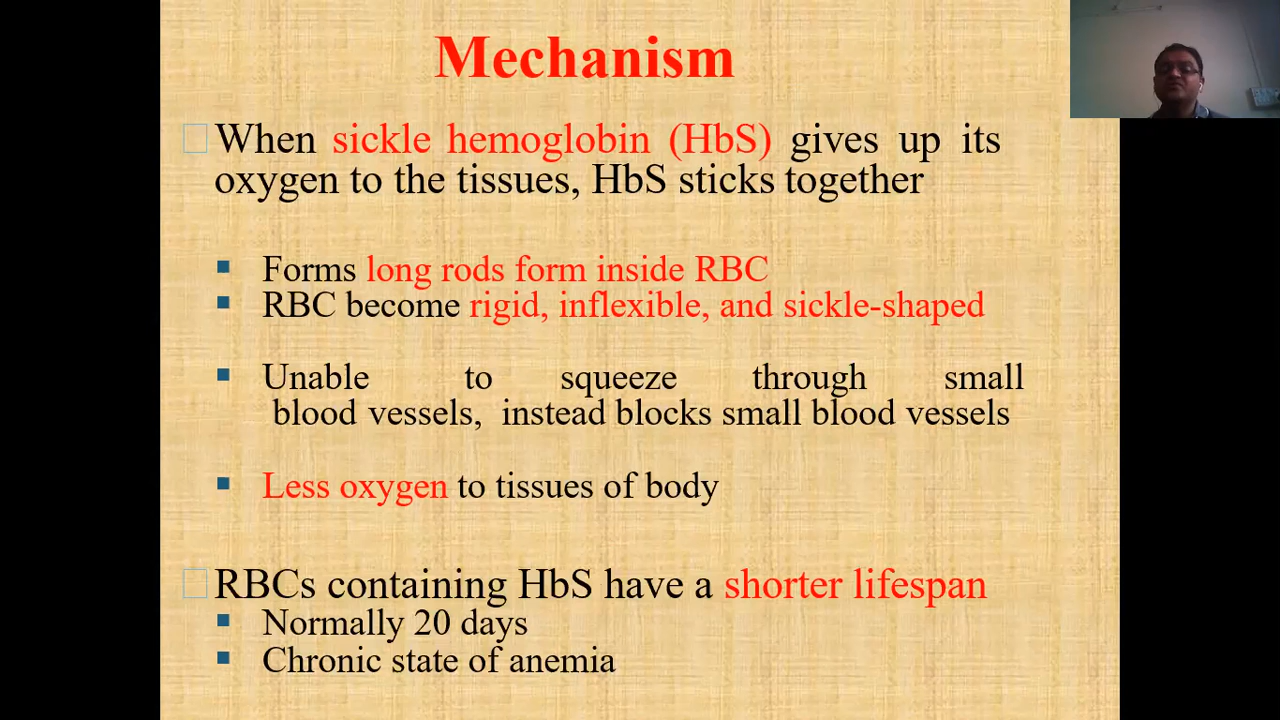 Mechanism
When sickle hemoglobin (HbS) gives up its
oxygen to the tissues, HbS sticks together
Forms long rods form inside RBC
RBC become rigid, inflexible, and sickle-shaped
Unable to squeeze through small
blood vessels, instead blocks small blood vessels
Less oxygen to tissues of body
RBCs containing HbS have a shorter lifespan
Normally 20 days
Chronic state of anemia